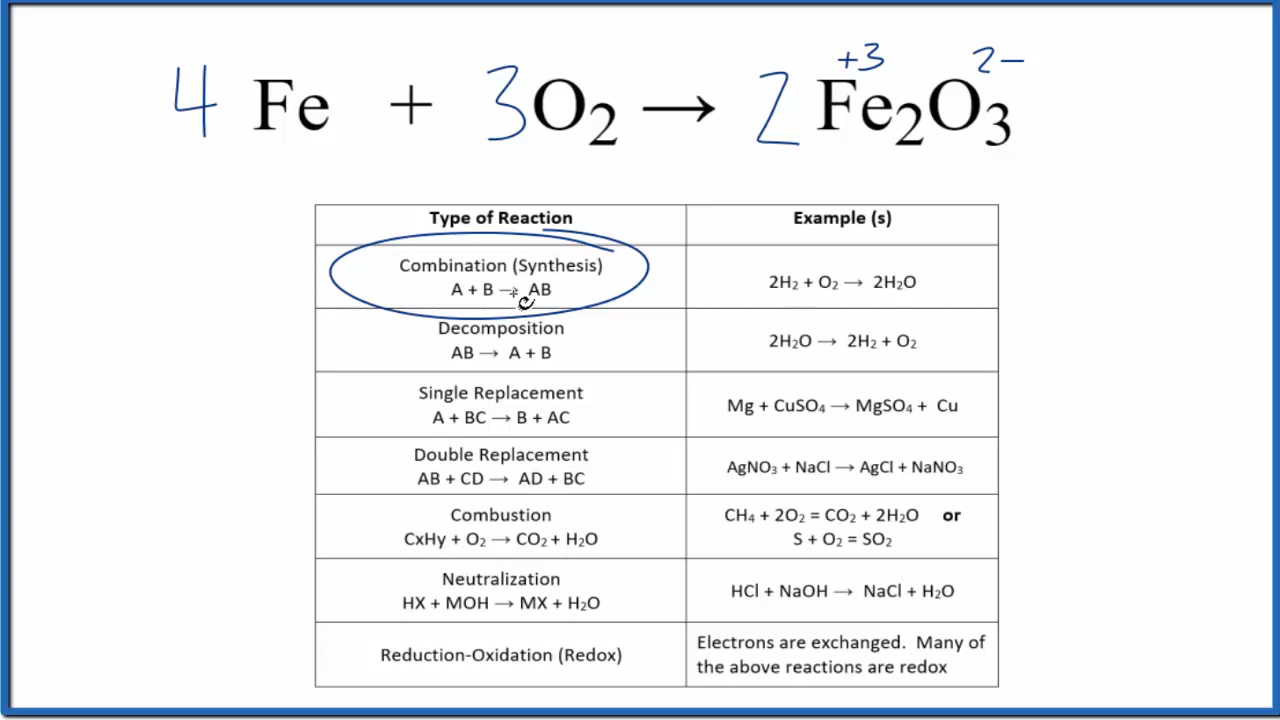 +3 2-
4 Fe + 3O₂ → 2 Fe₂O₃
Type of Reaction
Example (s)
Combination (Synthesis)
A + B → AB
2H₂ + O₂ → 2H₂O
Decomposition
AB → A + B
2H₂O → 2H₂ + O₂
Single Replacement
A + BC → B + AC
Mg + CuSO₄ → MgSO₄ + Cu
Double Replacement
AB + CD → AD + BC
AgNO₃ + NaCl → AgCl + NaNO₃
Combustion
CxHy + O₂ → CO₂ + H₂O
CH₄ + 2O₂ = CO₂ + 2H₂O or
S + O₂ = SO₂
Neutralization
HX + MOH → MX + H₂O
HCl + NaOH → NaCl + H₂O
Reduction-Oxidation (Redox)
Electrons are exchanged. Many of
the above reactions are redox